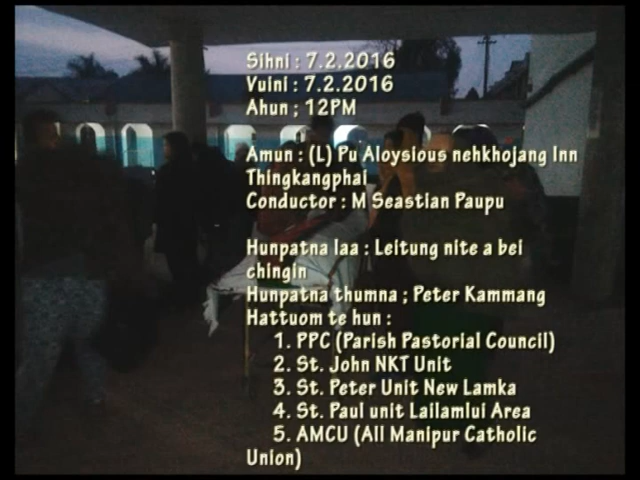 Sihni : 7.2.2016
Vuini : 7.2.2016
Ahun ; 12PM
Amun : (L) Pu Aloysious nehkhojang Inn
Thingkangphai
Conductor : M Seastian Paupu
Hunpatna laa : Leitung nite a bei
chingin
Hunpatna thumna ; Peter Kammang
Hattuom te hun :
1. PPC (Parish Pastorial Council)
2. St. John NKT Unit
3. St. Peter Unit New Lamka
4. St. Paul unit Lailamlui Area
5. AMCU (All Manipur Catholic
Union)